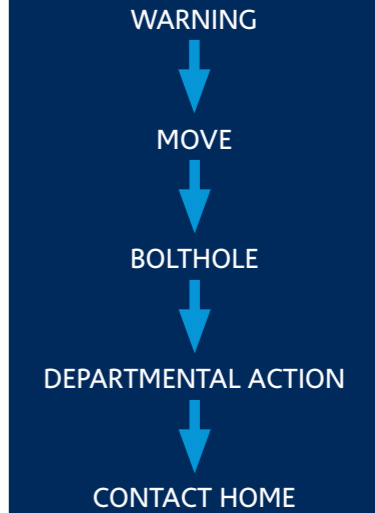 WARNING
MOVE
BOLTHOLE
DEPARTMENTAL ACTION
CONTACT HOME